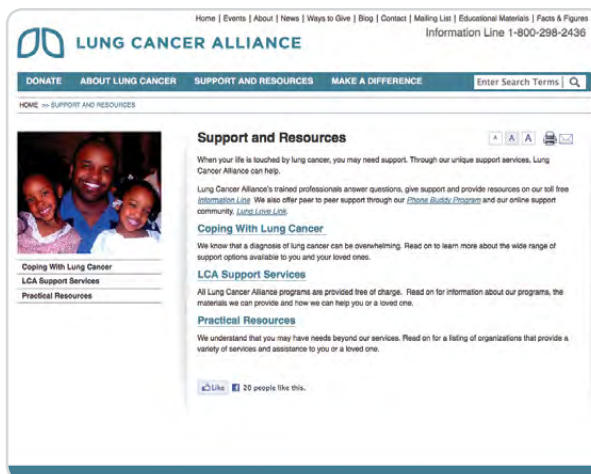 Home | Events | About | News | Ways to Give | Blog | Contact | Mailing List | Educational Materials | Facts & Figures
LUNG CANCER ALLIANCE
Information Line 1-800-298-2436
DONATE ABOUT LUNG CANCER SUPPORT AND RESOURCES MAKE A DIFFERENCE Enter Search Terms
HOME >> SUPPORT AND RESOURCES
Support and Resources
A A A
When your life is touched by lung cancer, you may need support. Through our unique support services, Lung
Cancer Alliance can help.
Lung Cancer Alliance's trained professionals answer questions, give support and provide resources on our toll free
Information Line We also offer peer to peer support through our Phone Buddy Program and our online support
community, Lung Love Link.
Coping With Lung Cancer
We know that a diagnosis of lung cancer can be overwhelming. Read on to learn more about the wide range of
support options available to you and your loved ones.
LCA Support Services
All Lung Cancer Alliance programs are provided free of charge. Read on for information about our programs, the
materials we can provide and how we can help you or a loved one.
Practical Resources
We understand that you may have needs beyond our services. Read on for a listing of organizations that provide a
variety of services and assistance to you or a loved one.
Like 20 people like this.
Coping With Lung Cancer
LCA Support Services
Practical Resources